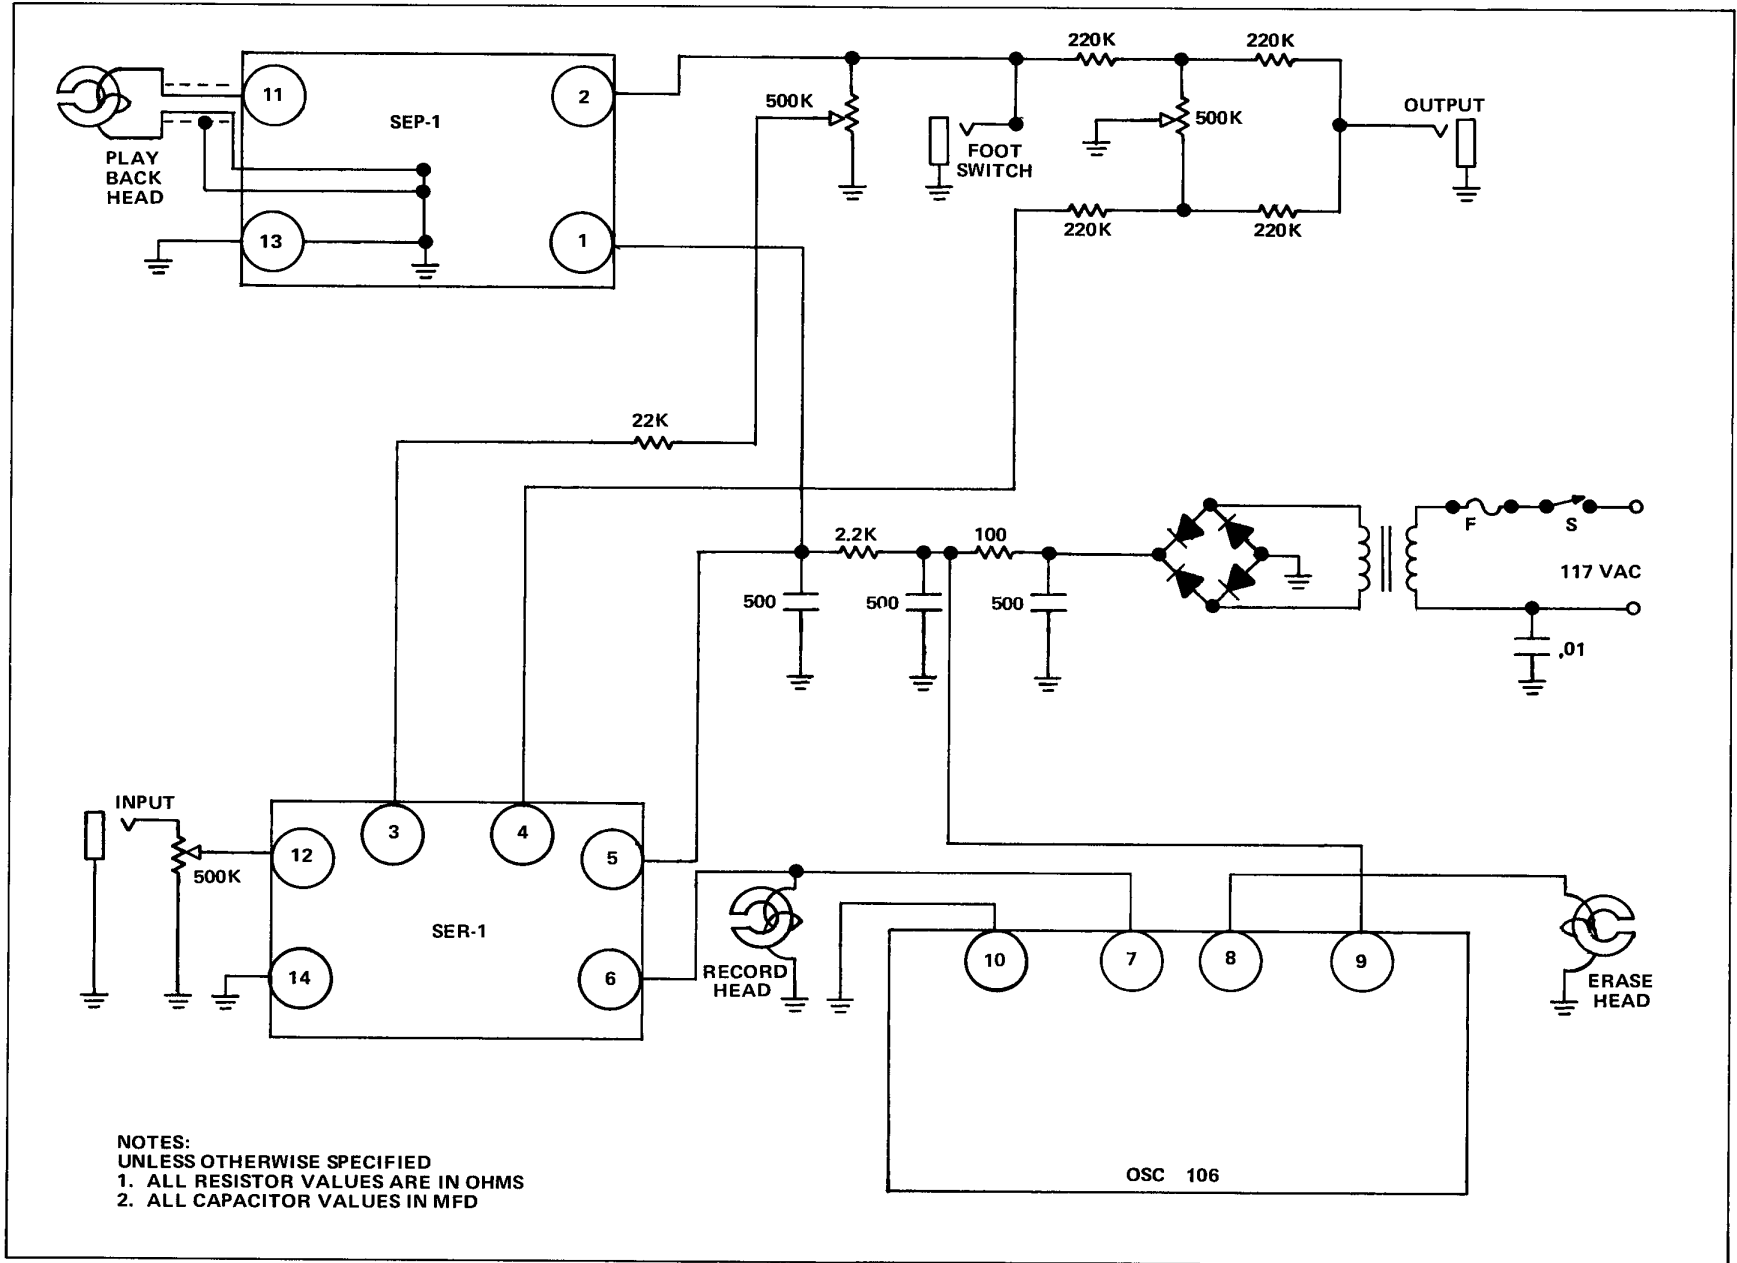 220K
220K
11
2
SEP-1
500K
500K
OUTPUT
FOOT
SWITCH
PLAY
BACK
HEAD
220K
220K
13
1
22K
2.2K
100
F
S
117 VAC
500
500
500
.01
INPUT
3
4
12
5
500K
SER-1
14
6
RECORD
HEAD
10
7
8
9
ERASE
HEAD
OSC 106
NOTES:
UNLESS OTHERWISE SPECIFIED
1. ALL RESISTOR VALUES ARE IN OHMS
2. ALL CAPACITOR VALUES IN MFD